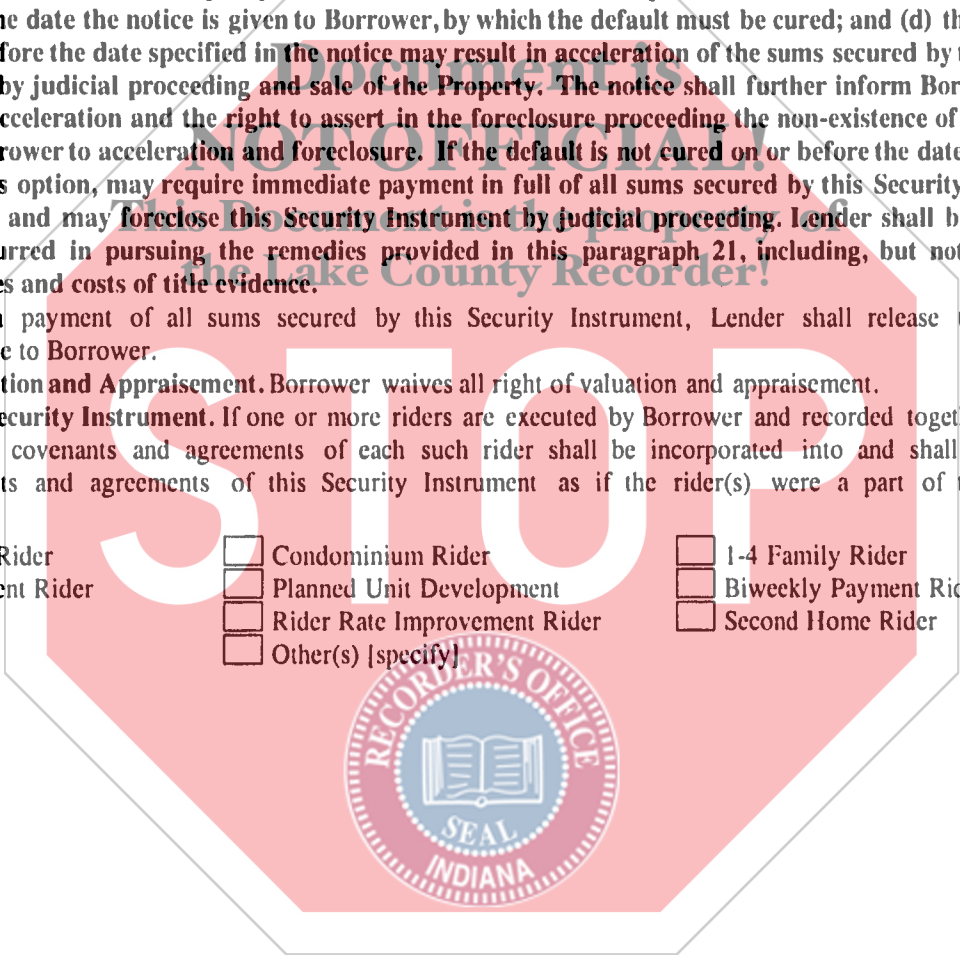 e date the notice is given to Borrower, by which the default must be cured; and (d) th
fore the date specified in the notice may result in acceleration of the sums secured by
by judicial proceeding and sale of the Property. The notice shall further inform Bor
cceleration and the right to assert in the foreclosure proceeding the non-existence of
rower to acceleration and foreclosure. If the default is not cured on or before the date
s option, may require immediate payment in full of all sums secured by this Security
and may foreclose this Security Instrument by judicial proceeding. Lender shall b
urred in pursuing the remedies provided in this paragraph 21, including, but not
s and costs of title evidence.
payment of all sums secured by this Security Instrument, Lender shall release
e to Borrower.
tion and Appraisement. Borrower waives all right of valuation and appraisement.
ecurity Instrument. If one or more riders are executed by Borrower and recorded toget
covenants and agreements of each such rider shall be incorporated into and shall
ts and agreements of this Security Instrument as if the rider(s) were a part of
Rider Condominium Rider 1-4 Family Rider
ent Rider Planned Unit Development Biweekly Payment Rid
Rider Rate Improvement Rider Second Home Rider
Other(s) [specify]
Document is
NOT OFFICIAL!
This Document is the property of
the Lake County Recorder!
STOP
RECORDER'S OFFICE
SEAL
INDIANA